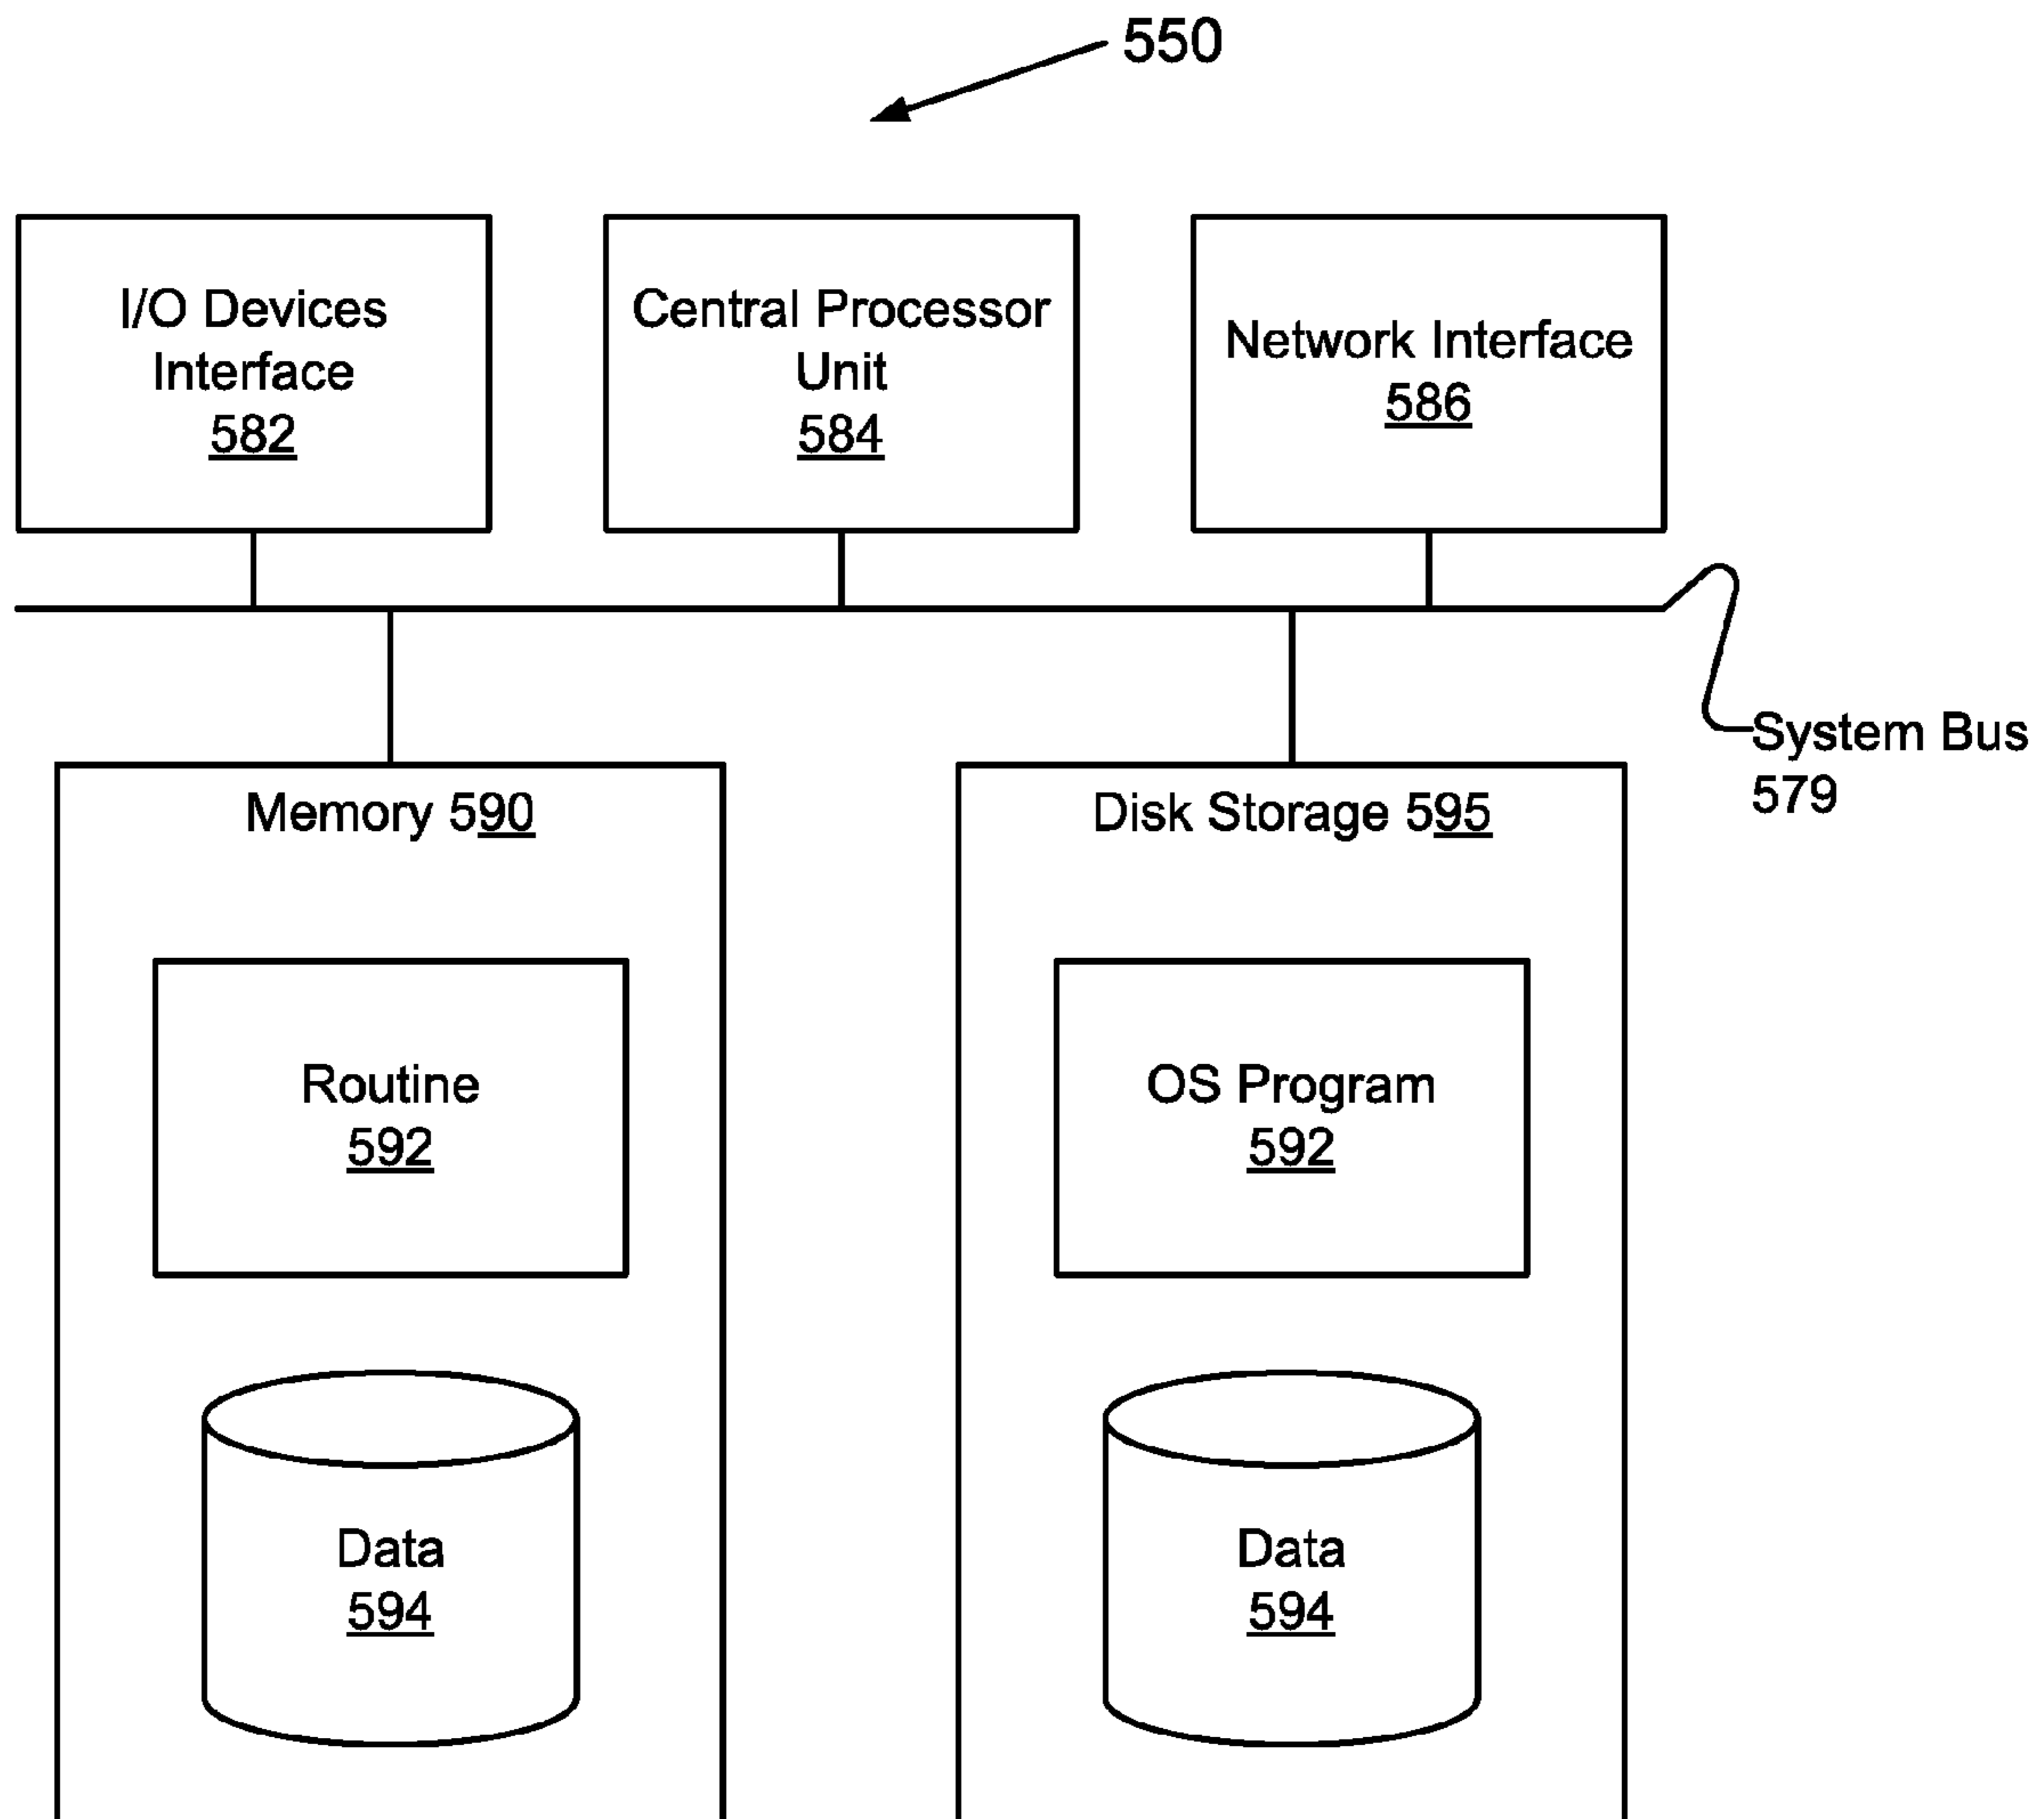 550
I/O Devices
Interface
582
Central Processor
Unit
584
Network Interface
586
System Bus
579
Memory 590
Disk Storage 595
Routine
592
OS Program
592
Data
594
Data
594